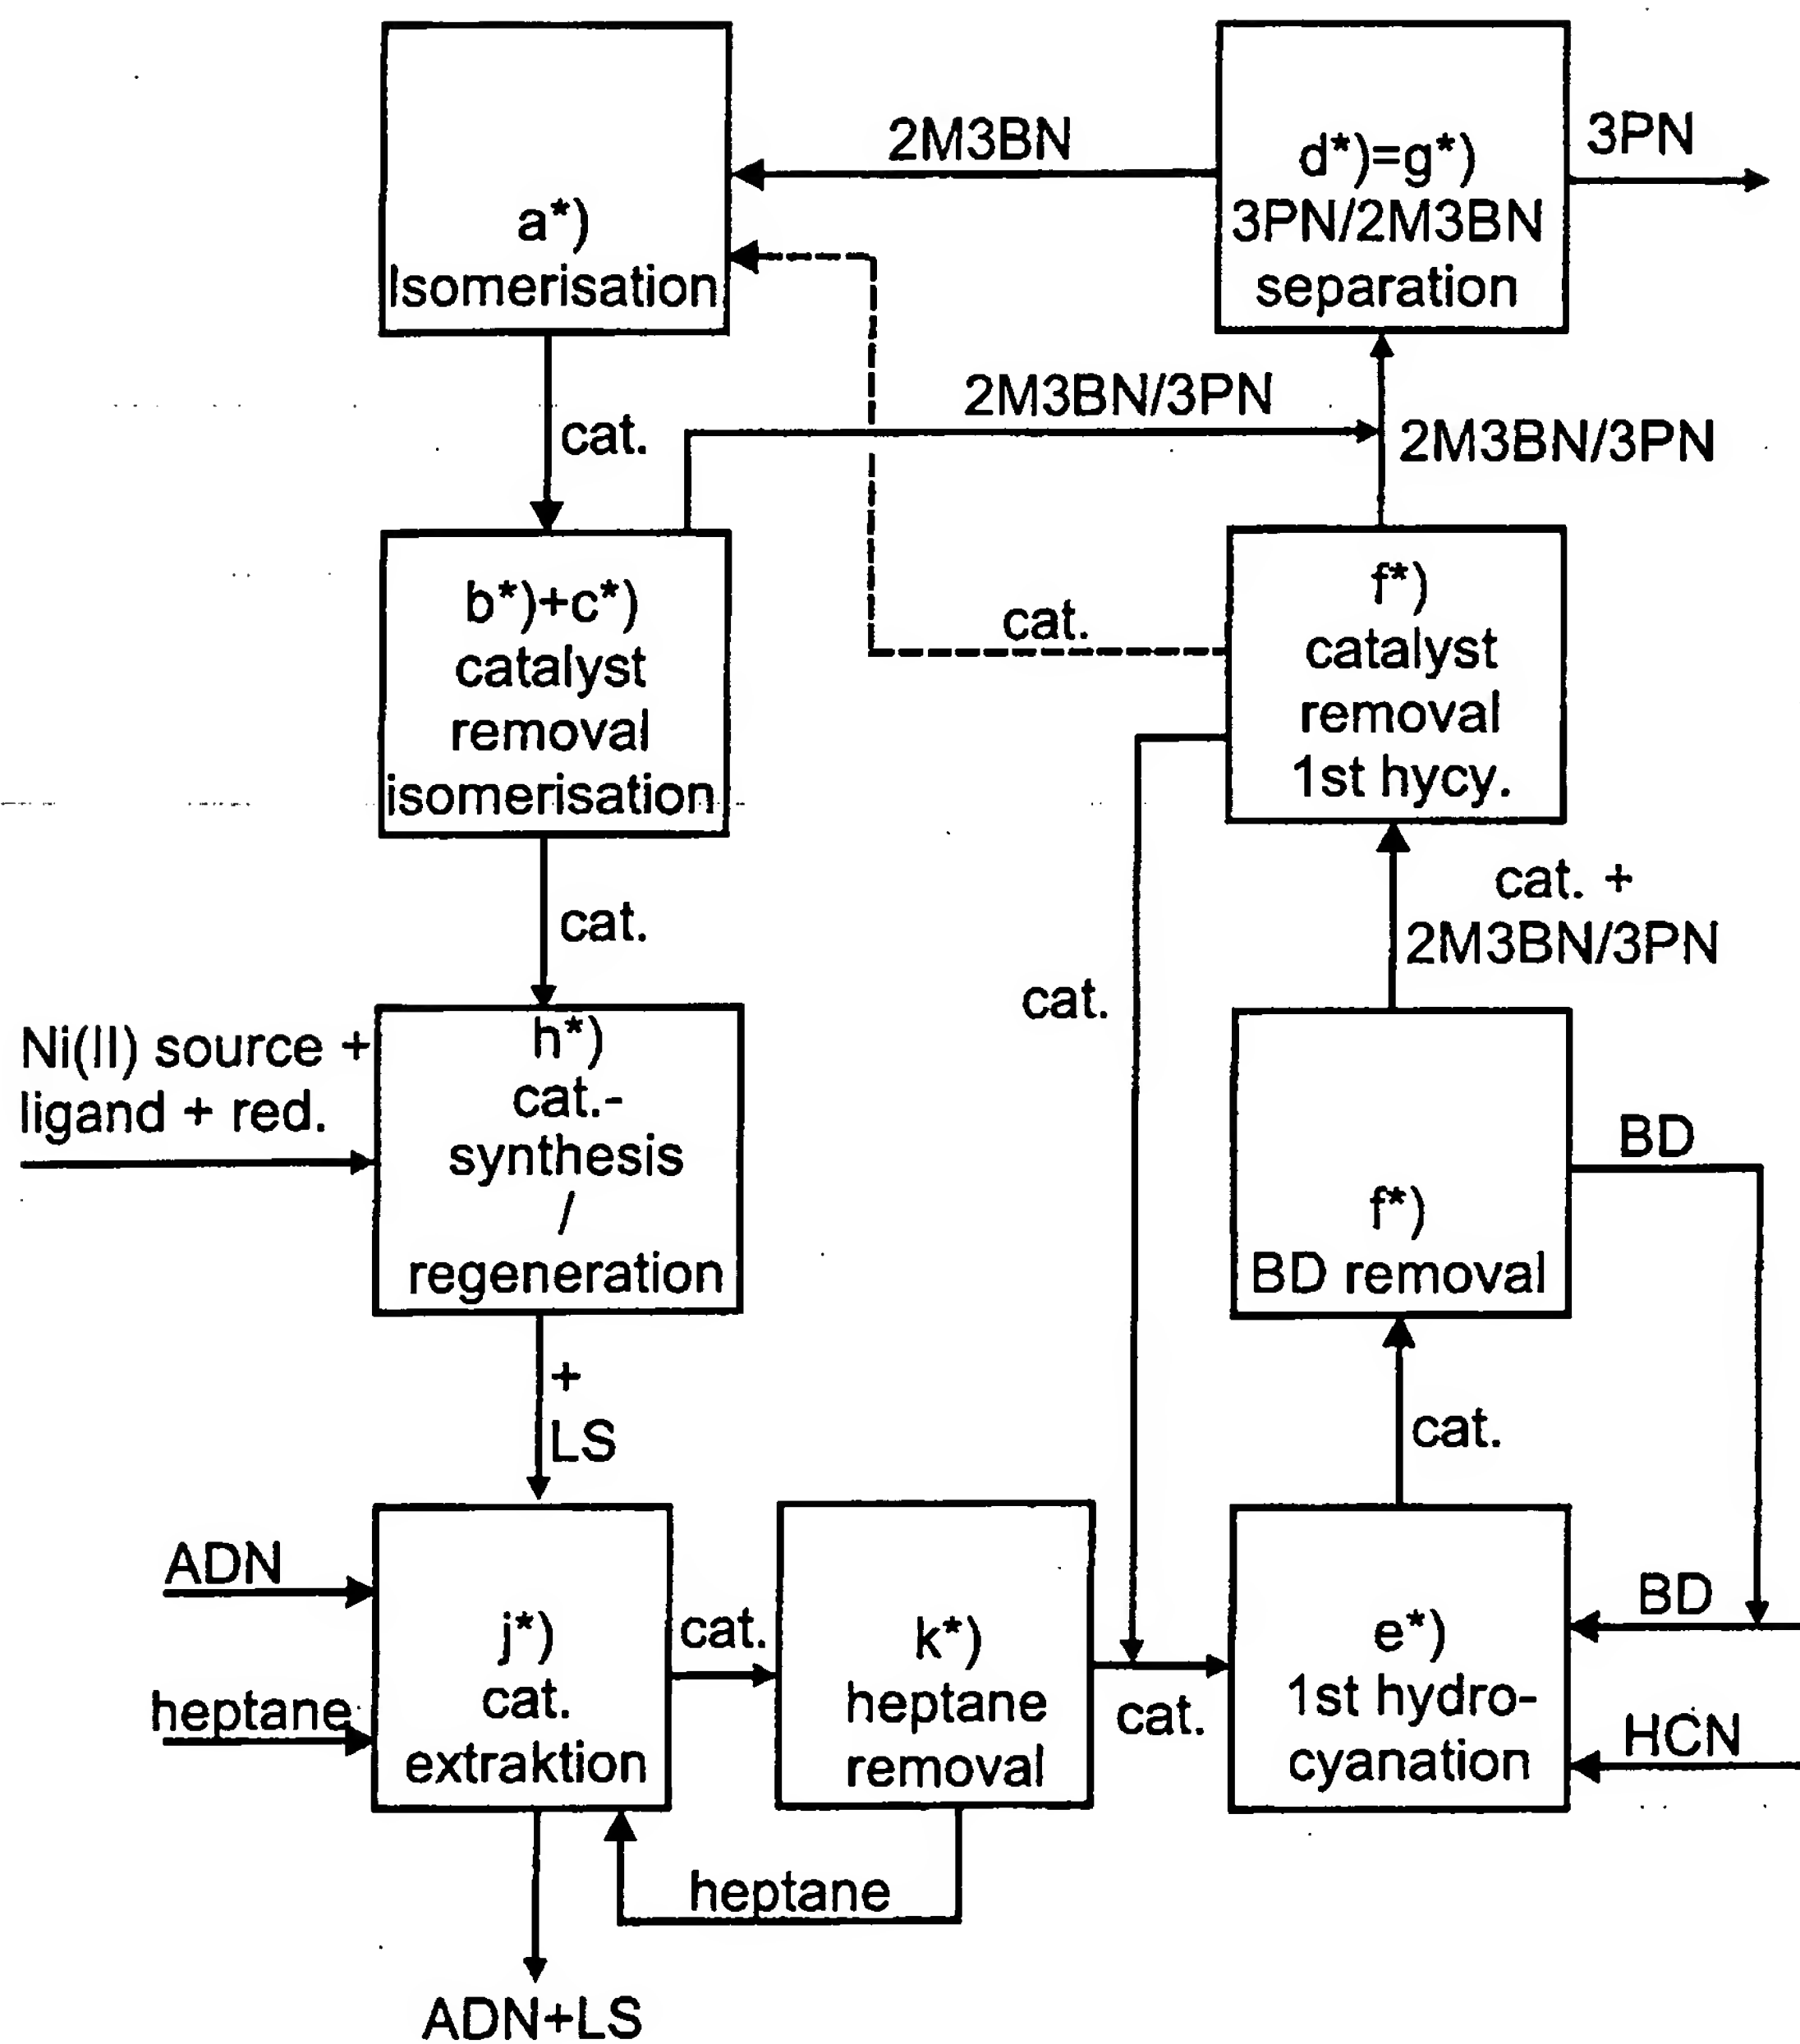 2M3BN
3PN
d*)=g*)
3PN/2M3BN
separation
a*)
Isomerisation
2M3BN/3PN
cat.
2M3BN/3PN
b*)+c*)
catalyst
removal
isomerisation
cat.
f*)
catalyst
removal
1st hycy.
cat.
cat. +
2M3BN/3PN
cat.
Ni(II) source +
ligand + red.
h*)
cat.-
synthesis
/
regeneration
BD
f*)
BD removal
+
LS
cat.
ADN
heptane
j*)
cat.
extraktion
cat.
k*)
heptane
removal
cat.
e*)
1st hydro-
cyanation
BD
HCN
heptane
ADN+LS